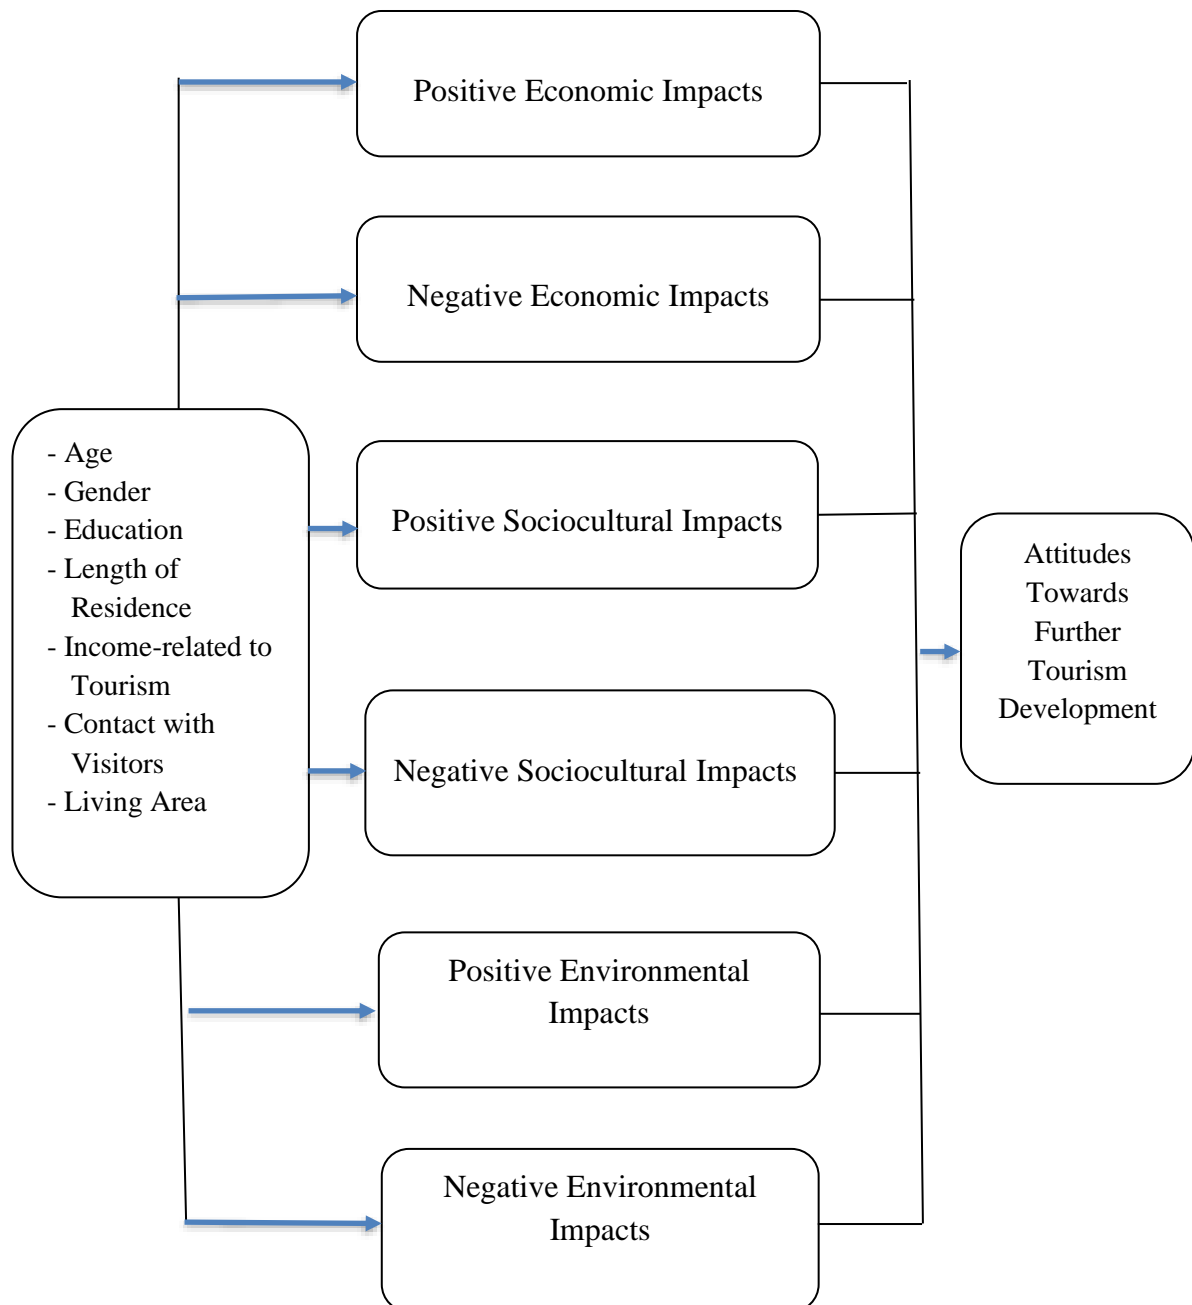 Positive Economic Impacts
Negative Economic Impacts
- Age
- Gender
- Education
- Length of
Residence
- Income-related to
Tourism
- Contact with
Visitors
- Living Area
Positive Sociocultural Impacts
Negative Sociocultural Impacts
Positive Environmental
Impacts
Negative Environmental
Impacts
Attitudes
Towards
Further
Tourism
Development